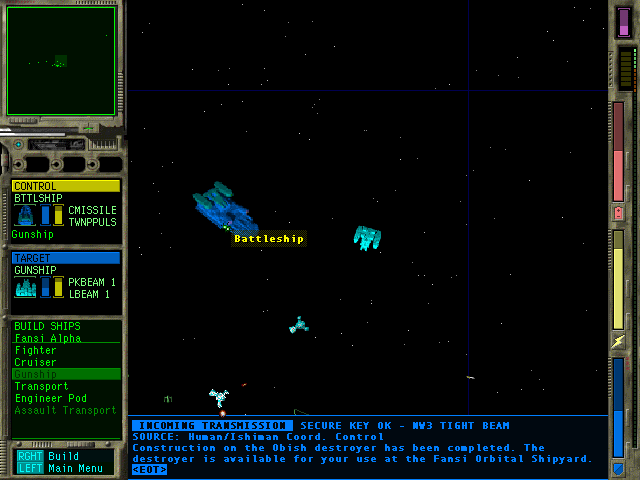 CONTROL
BTTLSHIP
CMISSILE
TWNPPULS
Gunship
TARGET
GUNSHIP
PKBEAM 1
LBEAM 1
BUILD SHIPS
Fansi Alpha
Fighter
Cruiser
Gunship
Transport
Engineer Pod
Assault Transport
RGHT Build
LEFT Main Menu
Battleship
INCOMING TRANSMISSION SECURE KEY OK - NW3 TIGHT BEAM
SOURCE: Human/Ishiman Coord. Control
Construction on the Obish destroyer has been completed. The
destroyer is available for your use at the Fansi Orbital Shipyard.
<EOT>